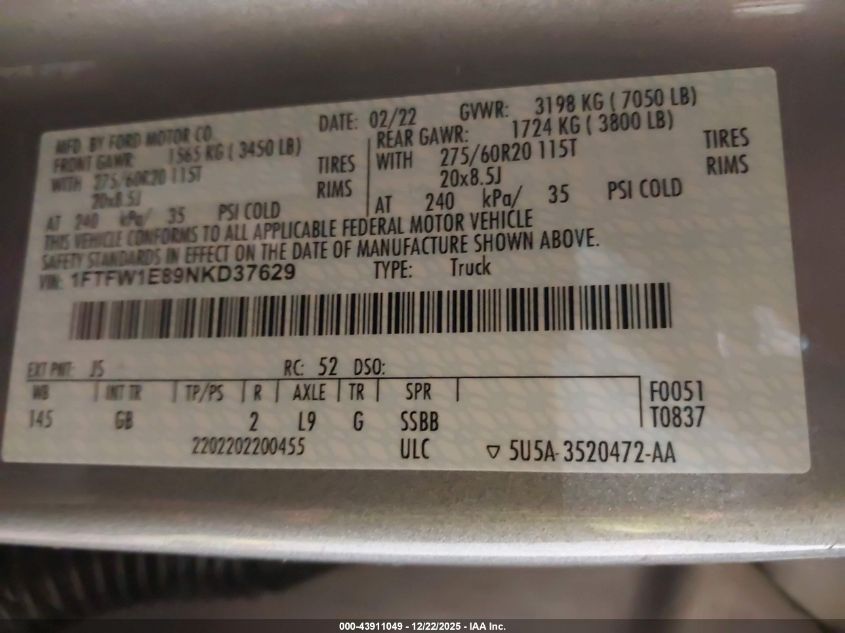 MFD. BY FORD MOTOR CO.
DATE: 02/22 GVWR: 3198 KG ( 7050 LB)
FRONT GAWR: 1565 KG ( 3450 LB) REAR GAWR: 1724 KG ( 3800 LB)
WITH 275/60R20 115T TIRES WITH 275/60R20 115T TIRES
20x8.5J RIMS 20x8.5J RIMS
AT 240 kPa/ 35 PSI COLD AT 240 kPa/ 35 PSI COLD
THIS VEHICLE CONFORMS TO ALL APPLICABLE FEDERAL MOTOR VEHICLE
SAFETY STANDARDS IN EFFECT ON THE DATE OF MANUFACTURE SHOWN ABOVE.
VIN: 1FTFW1E89NKD37629 TYPE: Truck
EXT PNT: JS RC: 52 DSO:
WB INT TR TP/PS R AXLE TR SPR F0051
145 GB 2 L9 G SSBB T0837
2202202200455 ULC ▽ 5U5A-3520472-AA
000-43911049 - 12/22/2025 - IAA Inc.